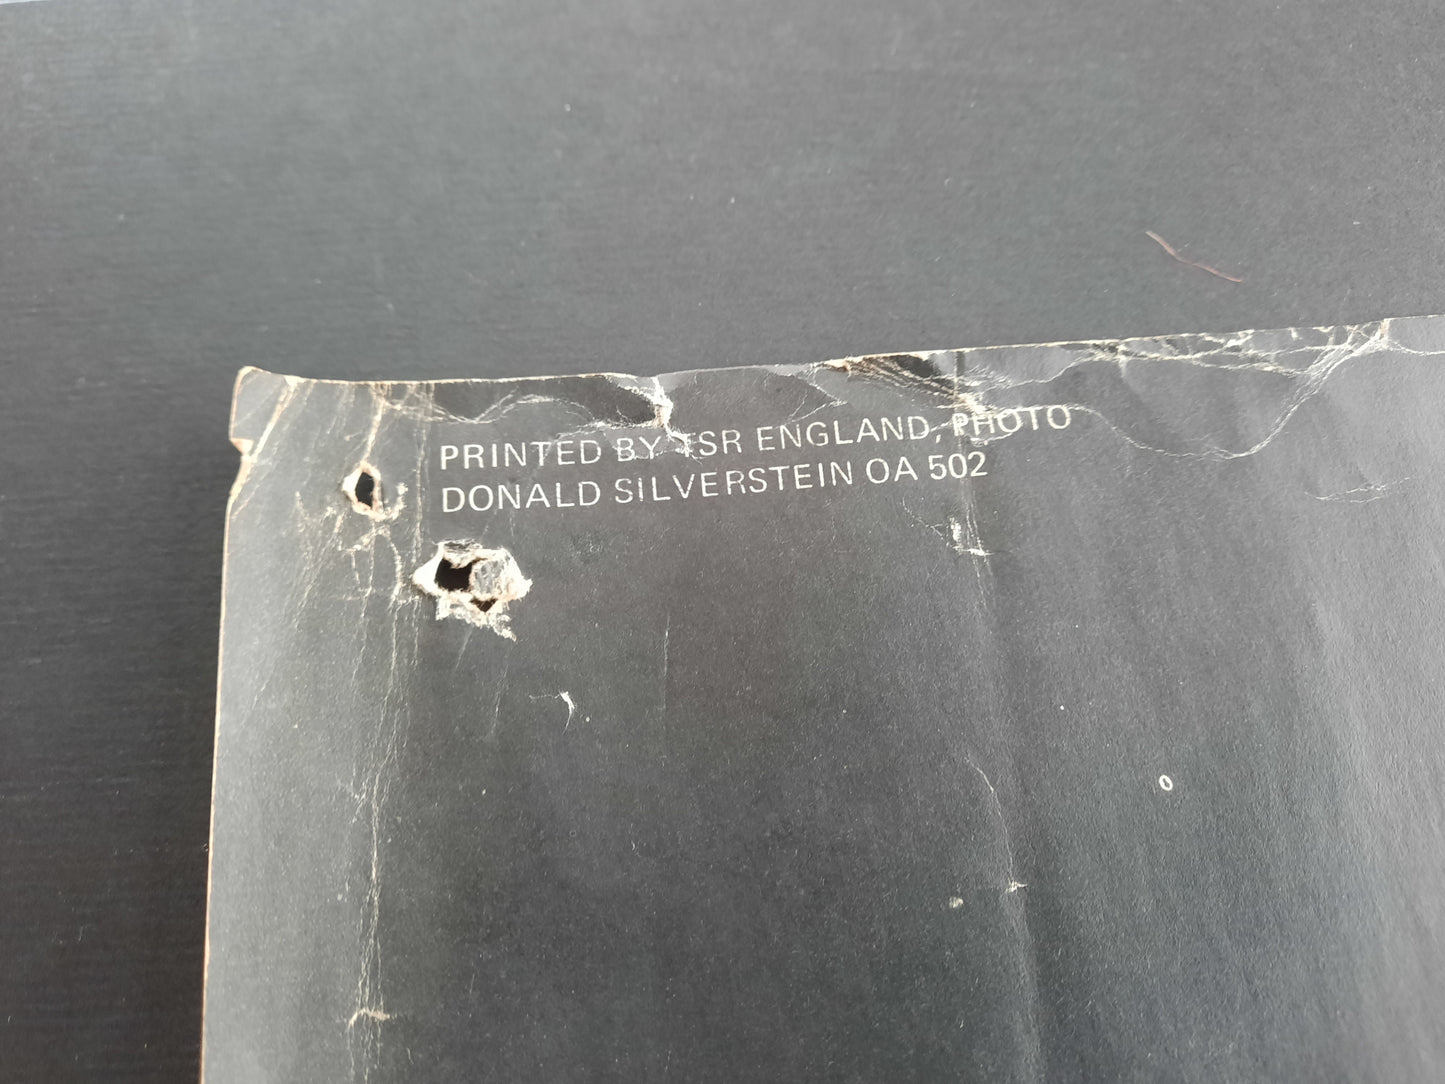 PRINTED BY TSR ENGLAND, PHOTO
DONALD SILVERSTEIN OA 502